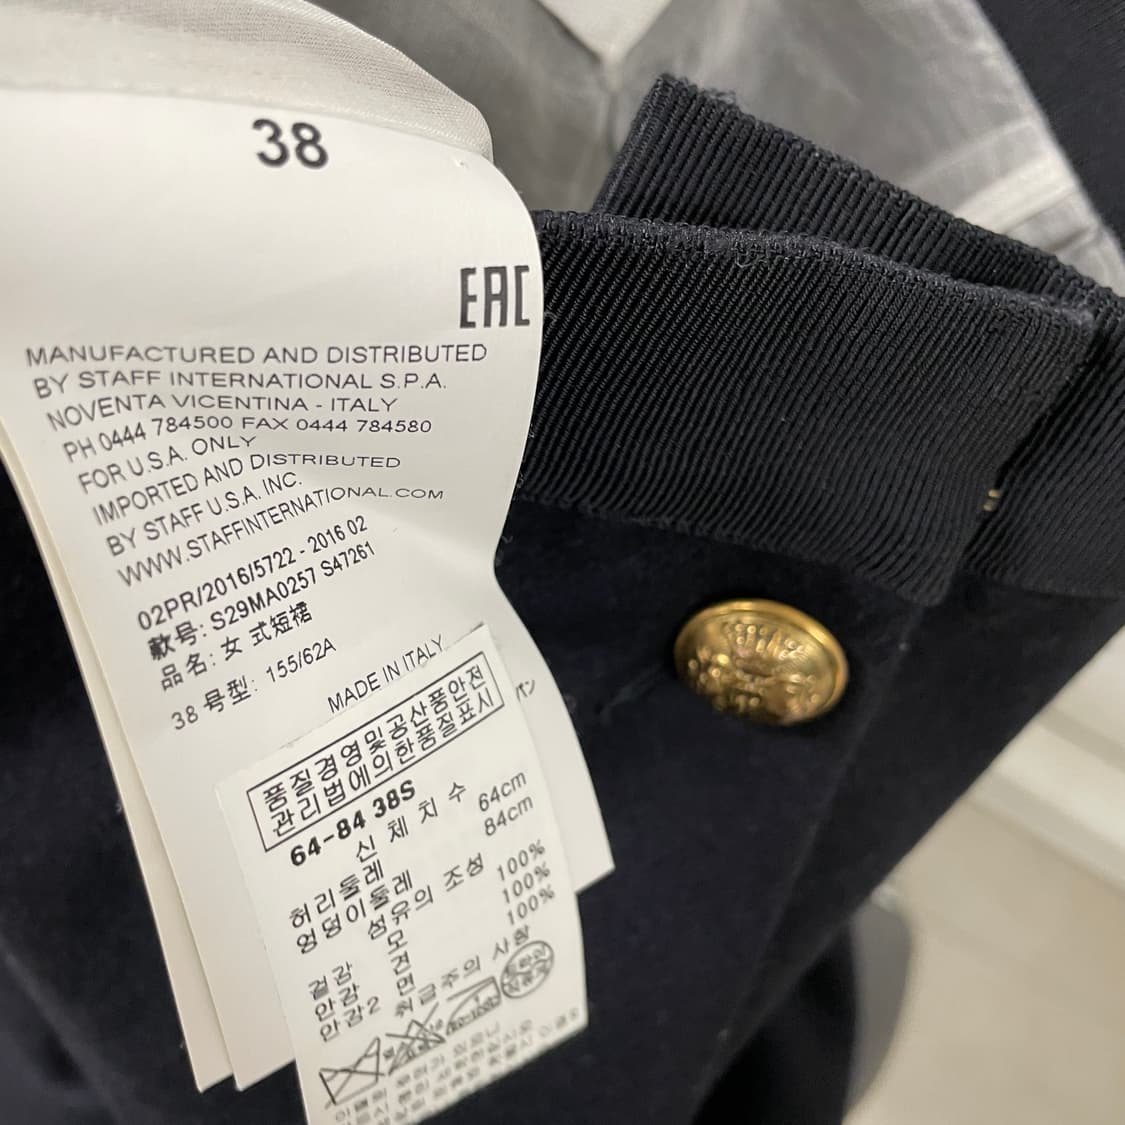 38
EAC
MANUFACTURED AND DISTRIBUTED
BY STAFF INTERNATIONAL S.P.A.
NOVENTA VICENTINA - ITALY
PH 0444 784500 FAX 0444 784580
FOR U.S.A. ONLY
IMPORTED AND DISTRIBUTED
BY STAFF U.S.A. INC.
WWW.STAFFINTERNATIONAL.COM
02PR/2016/5722 - 2016 02
款号: S29MA0257 S47261
品名: 女 式短裙
38 号型: 155/62A
MADE IN ITALY
パン
품질경영및공산품안전
관리법에의한품질표시
64-84 38S
신 체 치 수
허리둘레 64cm
엉덩이둘레 84cm
섬유의 조성
겉감 모 100%
안감 견 100%
안감2 면 100%
취급주의 사항
드라이